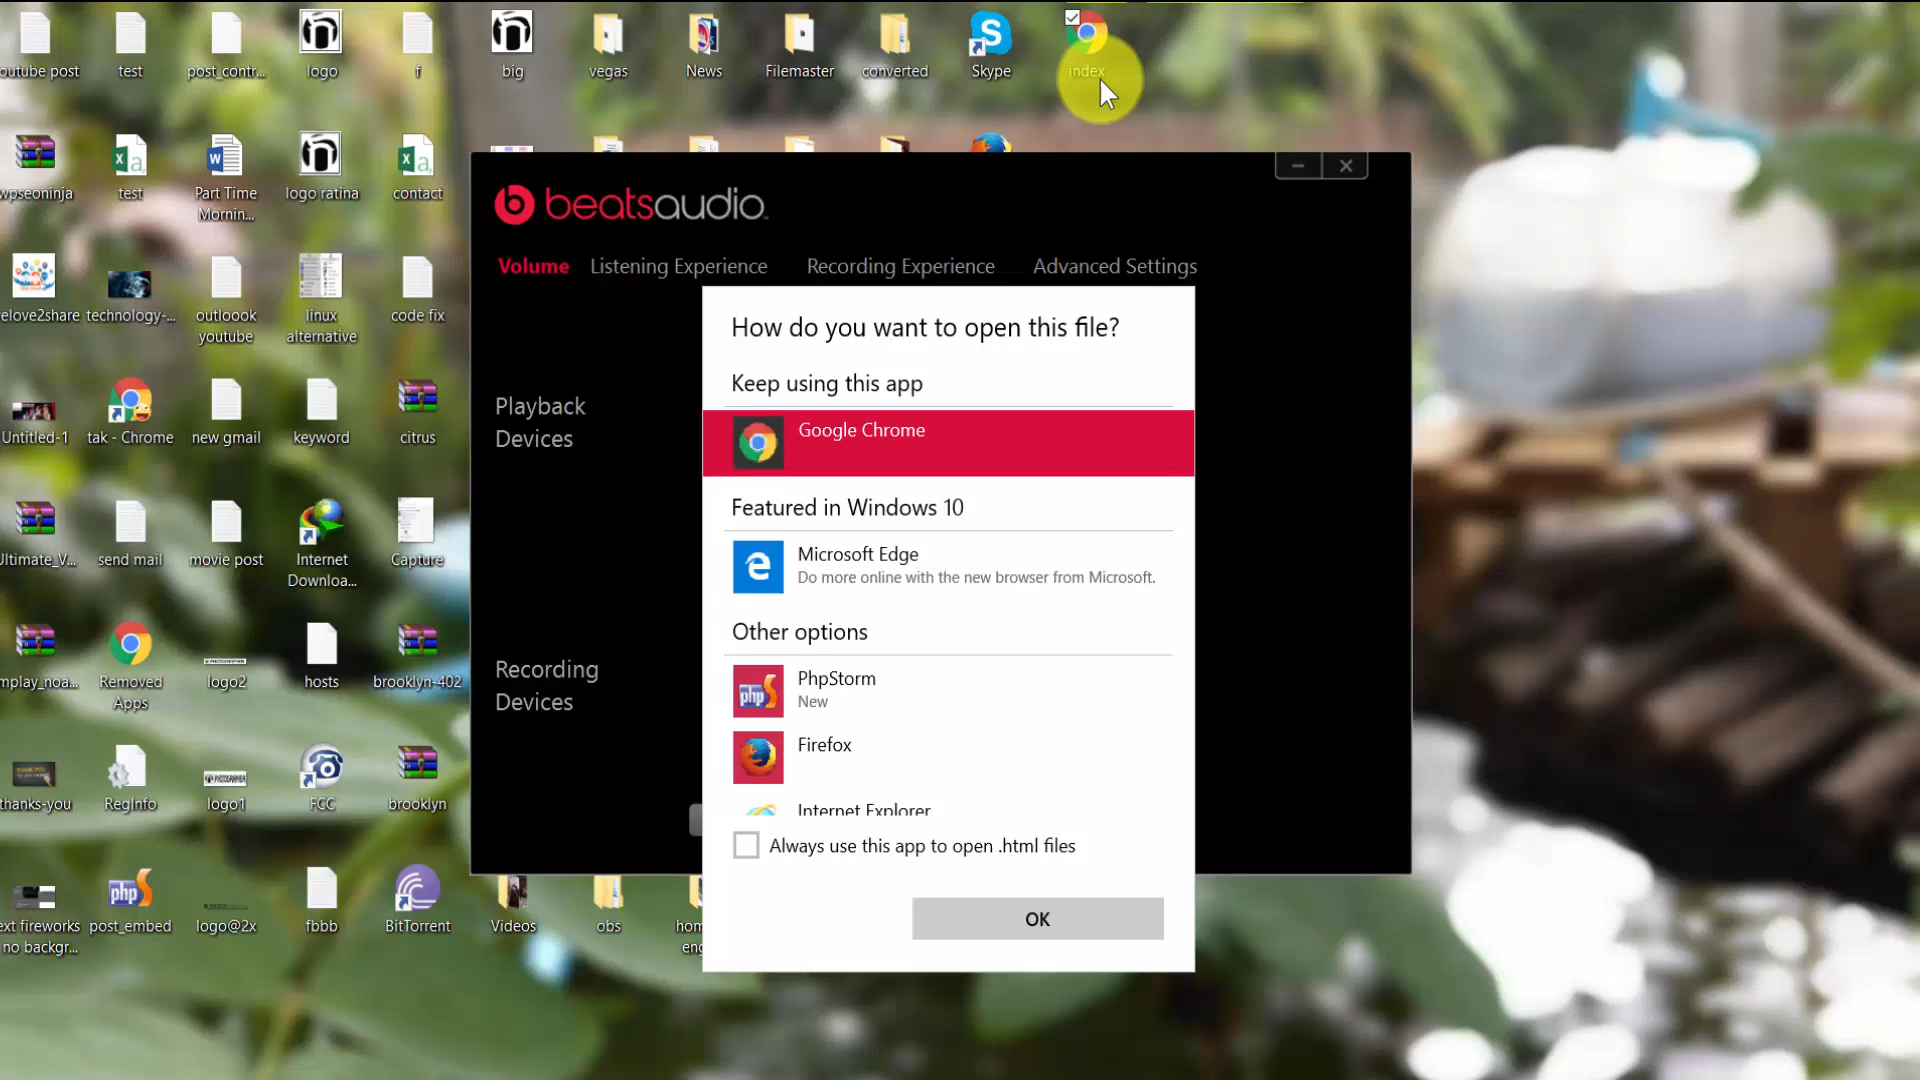 outube post
test
post_contr...
logo
f
big
vegas
News
Filemaster
converted
Skype
index
wpseoninja
test
Part Time
Mornin...
logo ratina
contact
beatsaudio
Volume
Listening Experience
Recording Experience
Advanced Settings
elove2share
technology-...
outloook
youtube
linux
alternative
code fix
How do you want to open this file?
Keep using this app
Google Chrome
Playback
Devices
Untitled-1
tak - Chrome
new gmail
keyword
citrus
Featured in Windows 10
Microsoft Edge
Do more online with the new browser from Microsoft.
Ultimate_V...
send mail
movie post
Internet
Downloa...
Capture
Other options
PhpStorm
New
Firefox
Internet Explorer
Recording
Devices
mplay_noa...
Removed
Apps
logo2
hosts
brooklyn-402
thanks-you
RegInfo
logo1
FCC
brooklyn
Always use this app to open .html files
OK
ext fireworks
no backgr...
post_embed
logo@2x
fbbb
BitTorrent
Videos
obs
hom
en